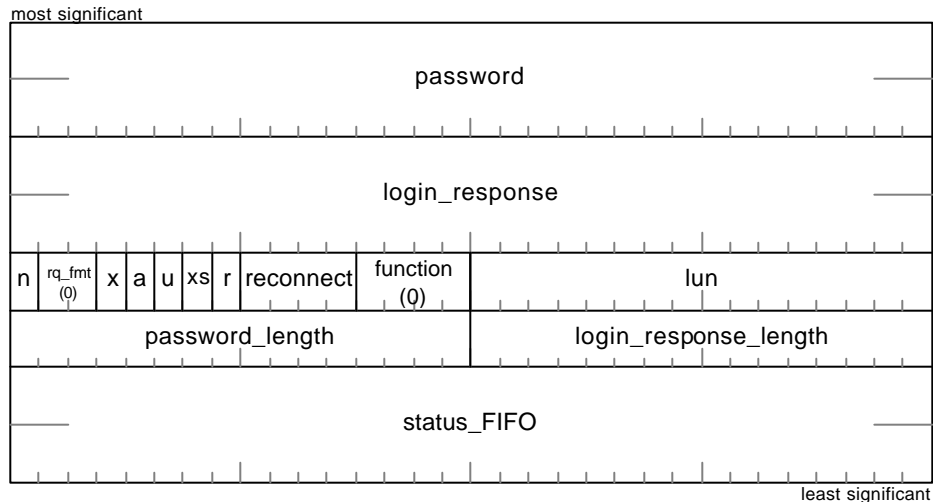 most significant
password
login_response
n rq_fmt (0) x a u xs r reconnect function (0) lun
password_length login_response_length
status_FIFO
least significant